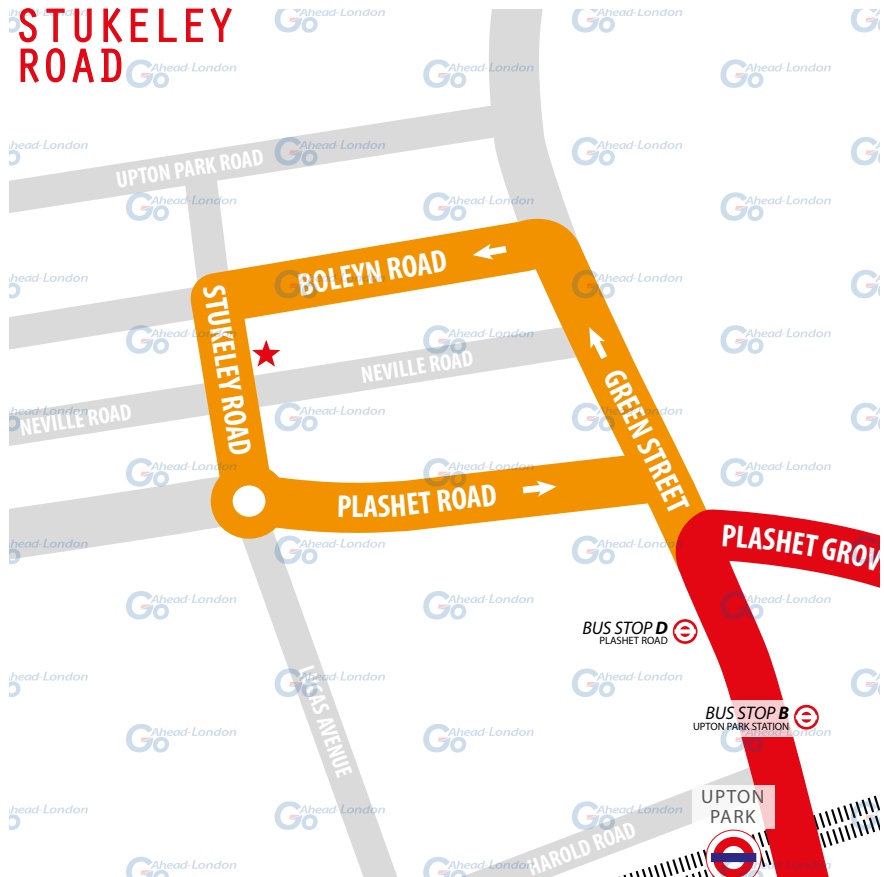 STUKELEY
ROAD
UPTON PARK ROAD
BOLEYN ROAD
STUKELEY ROAD
NEVILLE ROAD
NEVILLE ROAD
GREEN STREET
PLASHET ROAD
PLASHET GROV
BUS STOP D
PLASHET ROAD
BUS STOP B
UPTON PARK STATION
UPTON
PARK
HAROLD ROAD
Go Ahead-London